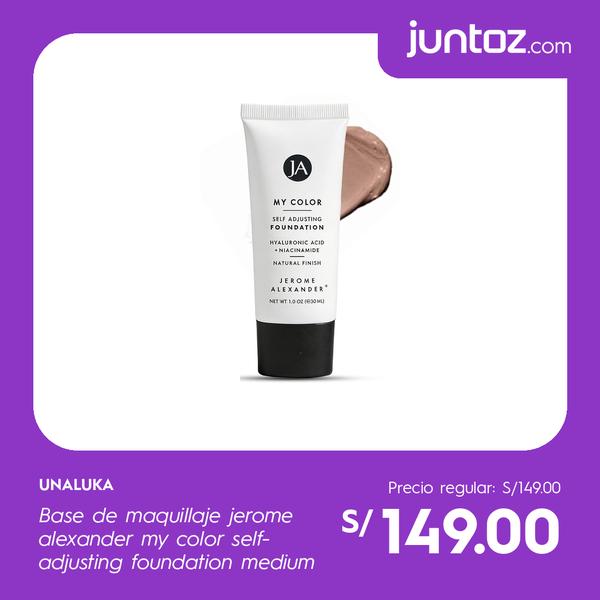 juntoz.com
JA
MY COLOR
SELF ADJUSTING
FOUNDATION
HYALURONIC ACID
+ NIACINAMIDE
NATURAL FINISH
JEROME
ALEXANDER®
NET WT 1.0 OZ (℮30ML)
UNALUKA
Base de maquillaje jerome
alexander my color self-
adjusting foundation medium
Precio regular: S/149.00
S/149.00